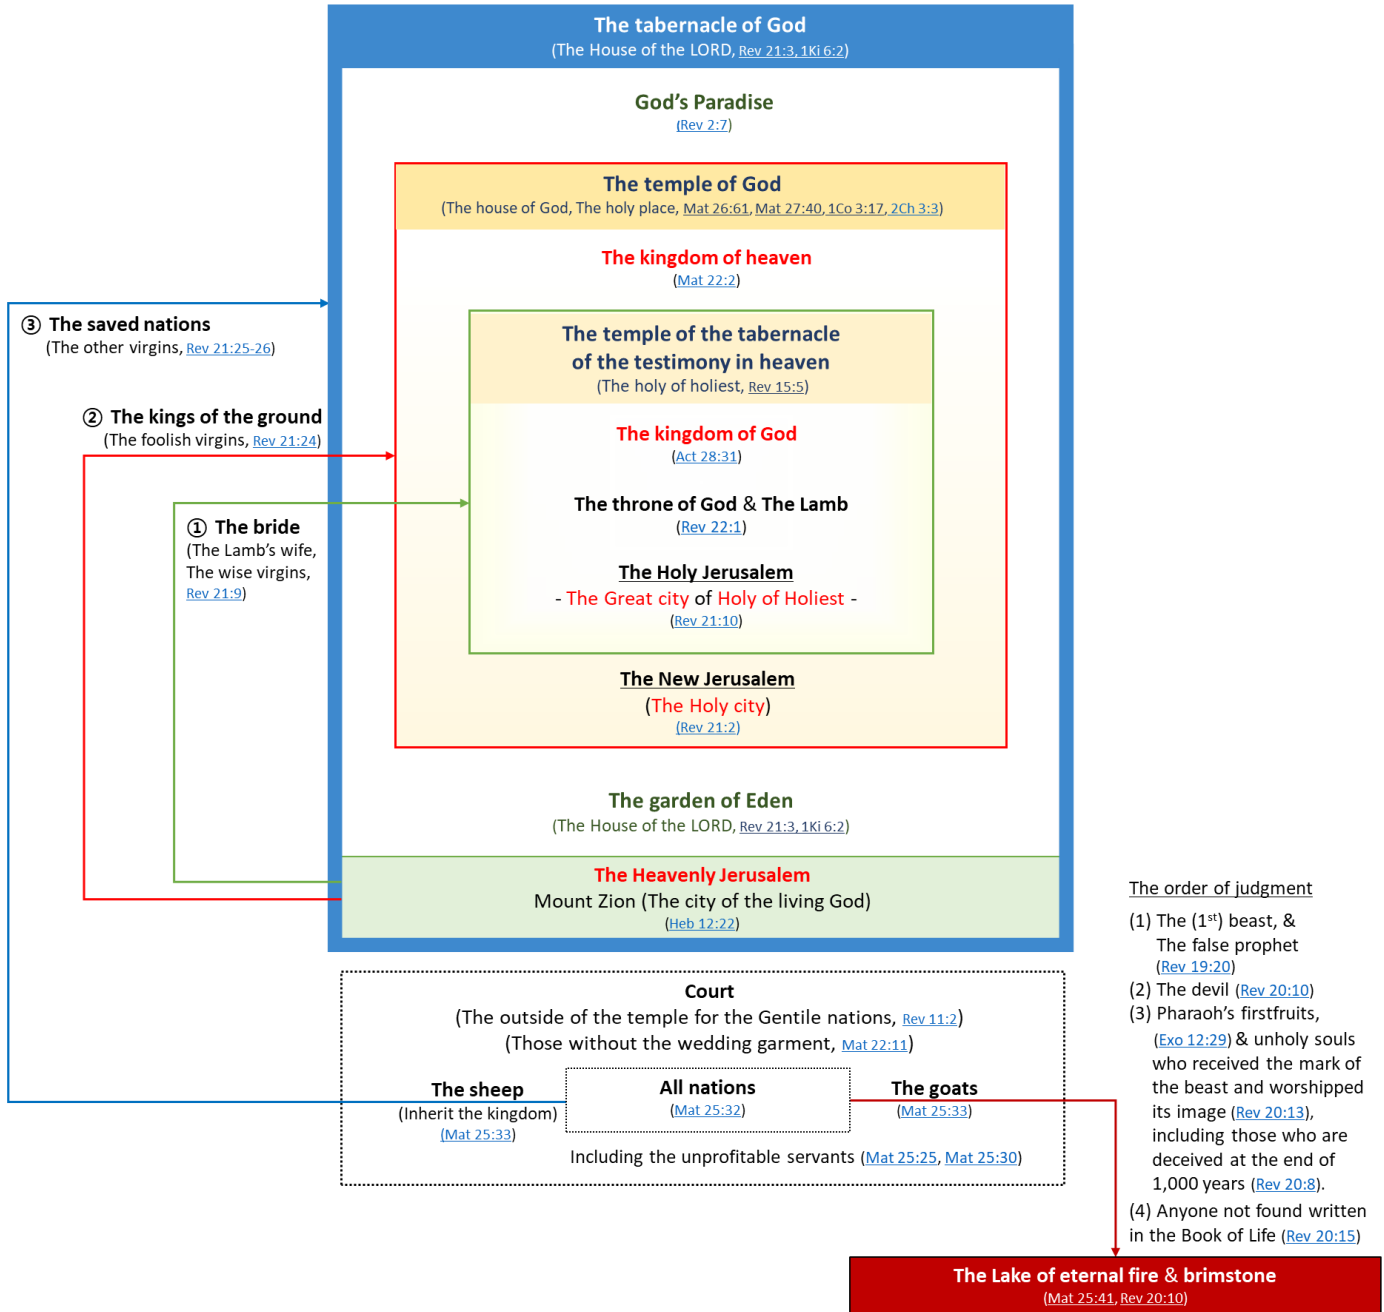 The tabernacle of God
(The House of the LORD, Rev 21:3, 1Ki 6:2)
God's Paradise
(Rev 2:7)
The temple of God
(The house of God, The holy place, Mat 26:61, Mat 27:40, 1Co 3:17, 2Ch 3:3)
The kingdom of heaven
(Mat 22:2)
The temple of the tabernacle
of the testimony in heaven
(The holy of holiest, Rev 15:5)
The kingdom of God
(Act 28:31)
The throne of God & The Lamb
(Rev 22:1)
The Holy Jerusalem
- The Great city of Holy of Holiest -
(Rev 21:10)
The New Jerusalem
(The Holy city)
(Rev 21:2)
The garden of Eden
(The House of the LORD, Rev 21:3, 1Ki 6:2)
The Heavenly Jerusalem
Mount Zion (The city of the living God)
(Heb 12:22)
③ The saved nations
(The other virgins, Rev 21:25-26)
② The kings of the ground
(The foolish virgins, Rev 21:24)
① The bride
(The Lamb's wife,
The wise virgins,
Rev 21:9)
Court
(The outside of the temple for the Gentile nations, Rev 11:2)
(Those without the wedding garment, Mat 22:11)
The sheep
(Inherit the kingdom)
(Mat 25:33)
All nations
(Mat 25:32)
The goats
(Mat 25:33)
Including the unprofitable servants (Mat 25:25, Mat 25:30)
The order of judgment
(1) The (1st) beast, &
The false prophet
(Rev 19:20)
(2) The devil (Rev 20:10)
(3) Pharaoh's firstfruits,
(Exo 12:29) & unholy souls
who received the mark of
the beast and worshipped
its image (Rev 20:13),
including those who are
deceived at the end of
1,000 years (Rev 20:8).
(4) Anyone not found written
in the Book of Life (Rev 20:15)
The Lake of eternal fire & brimstone
(Mat 25:41, Rev 20:10)